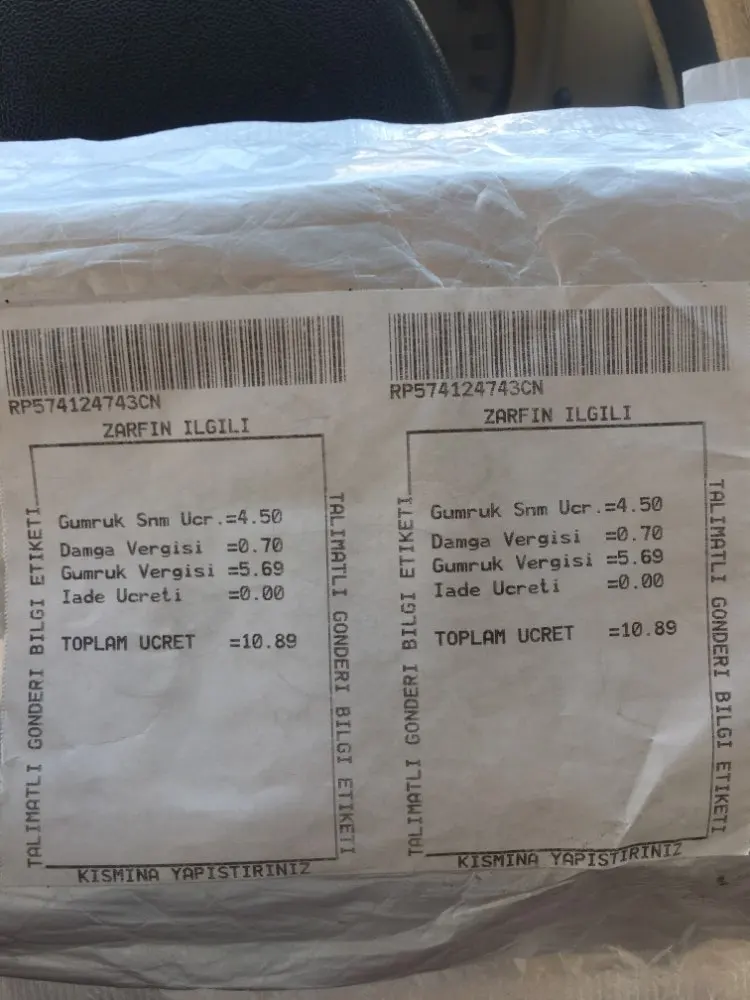 RP574124743CN
ZARFIN ILGILI
TALIMATLI GONDERI BILGI ETIKETI
Gumruk Snm Ucr.=4.50
Damga Vergisi =0.70
Gumruk Vergisi =5.69
Iade Ucreti =0.00
TOPLAM UCRET =10.89
TALIMATLI GONDERI BILGI ETIKETI
KISMINA YAPISTIRINIZ
RP574124743CN
ZARFIN ILGILI
TALIMATLI GONDERI BILGI ETIKETI
Gumruk Snm Ucr.=4.50
Damga Vergisi =0.70
Gumruk Vergisi =5.69
Iade Ucreti =0.00
TOPLAM UCRET =10.89
TALIMATLI GONDERI BILGI ETIKETI
KISMINA YAPISTIRINIZ